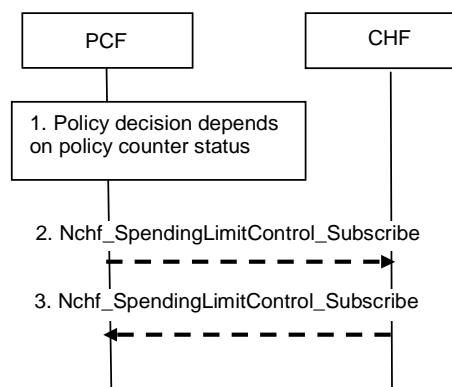 PCF
CHF
1. Policy decision depends
on policy counter status
2. Nchf_SpendingLimitControl_Subscribe
3. Nchf_SpendingLimitControl_Subscribe